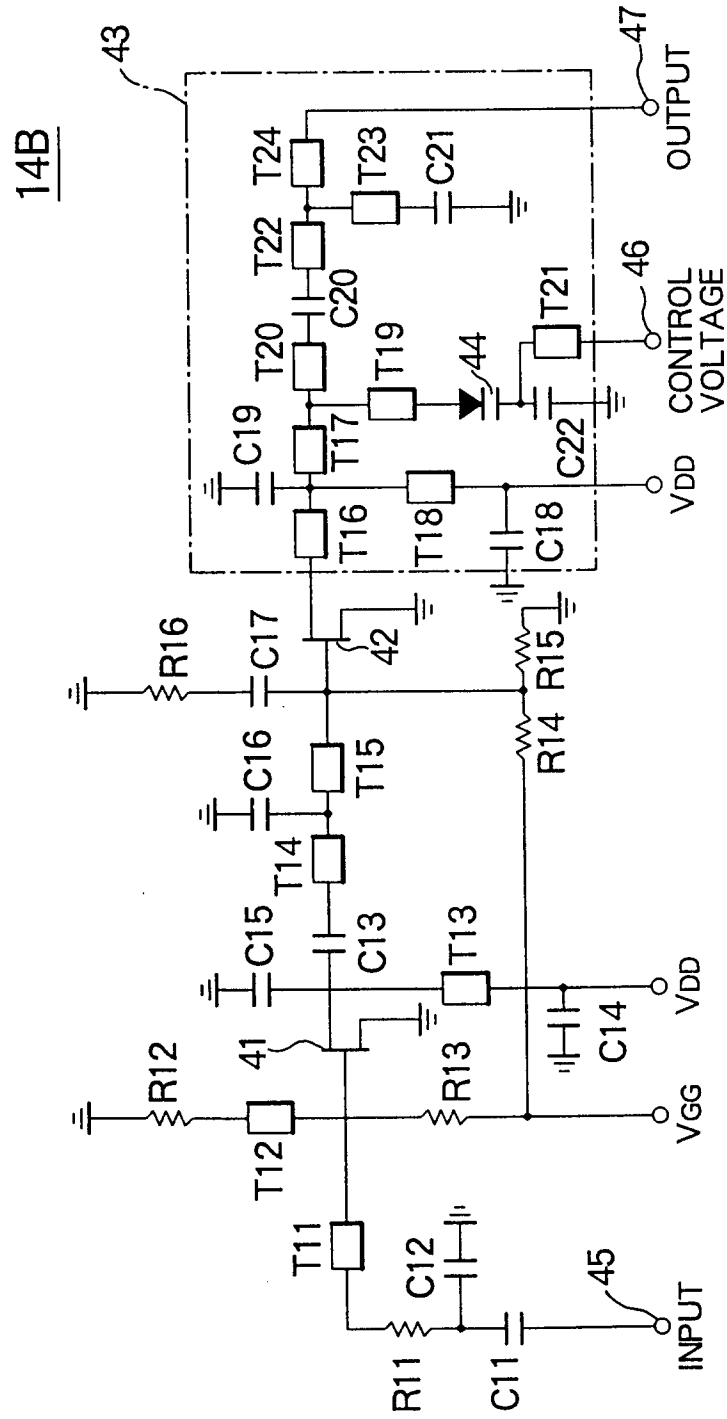 14B
43
T24
T23
C21
T22
C20
T20
T19
44
T21
C19
T17
C22
T16
T18
C18
OUTPUT
47
CONTROL
VOLTAGE
46
VDD
R16
C17
42
R15
R14
C16
T15
T14
C15
C13
T13
C14
VDD
41
R12
T12
R13
VGG
T11
C12
R11
C11
INPUT
45